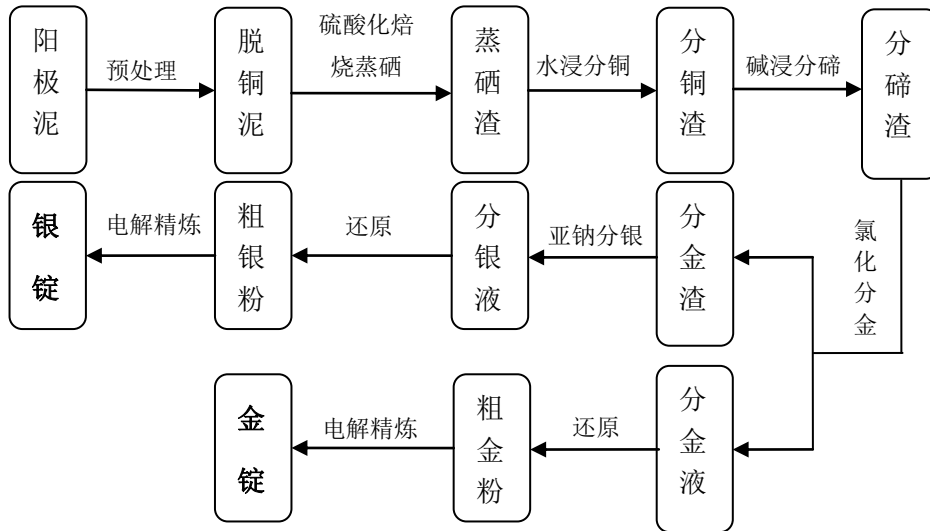 阳极泥
预处理
脱铜泥
硫酸化焙
烧蒸硒
蒸硒渣
水浸分铜
分铜渣
碱浸分碲
分碲渣
银锭
电解精炼
粗银粉
还原
分银液
亚钠分银
分金渣
氯化分金
金锭
电解精炼
粗金粉
还原
分金液